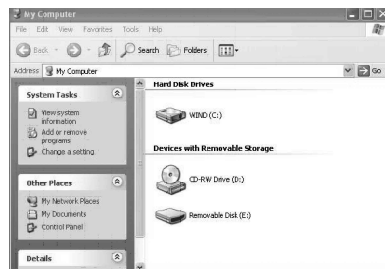 My Computer
File Edit View Favorites Tools Help
Back Search Folders
Address My Computer Go
System Tasks
View system
information
Add or remove
programs
Change a setting
Other Places
My Network Places
My Documents
Control Panel
Details
Hard Disk Drives
WIND (C:)
Devices with Removable Storage
CD-RW Drive (D:)
Removable Disk (E:)